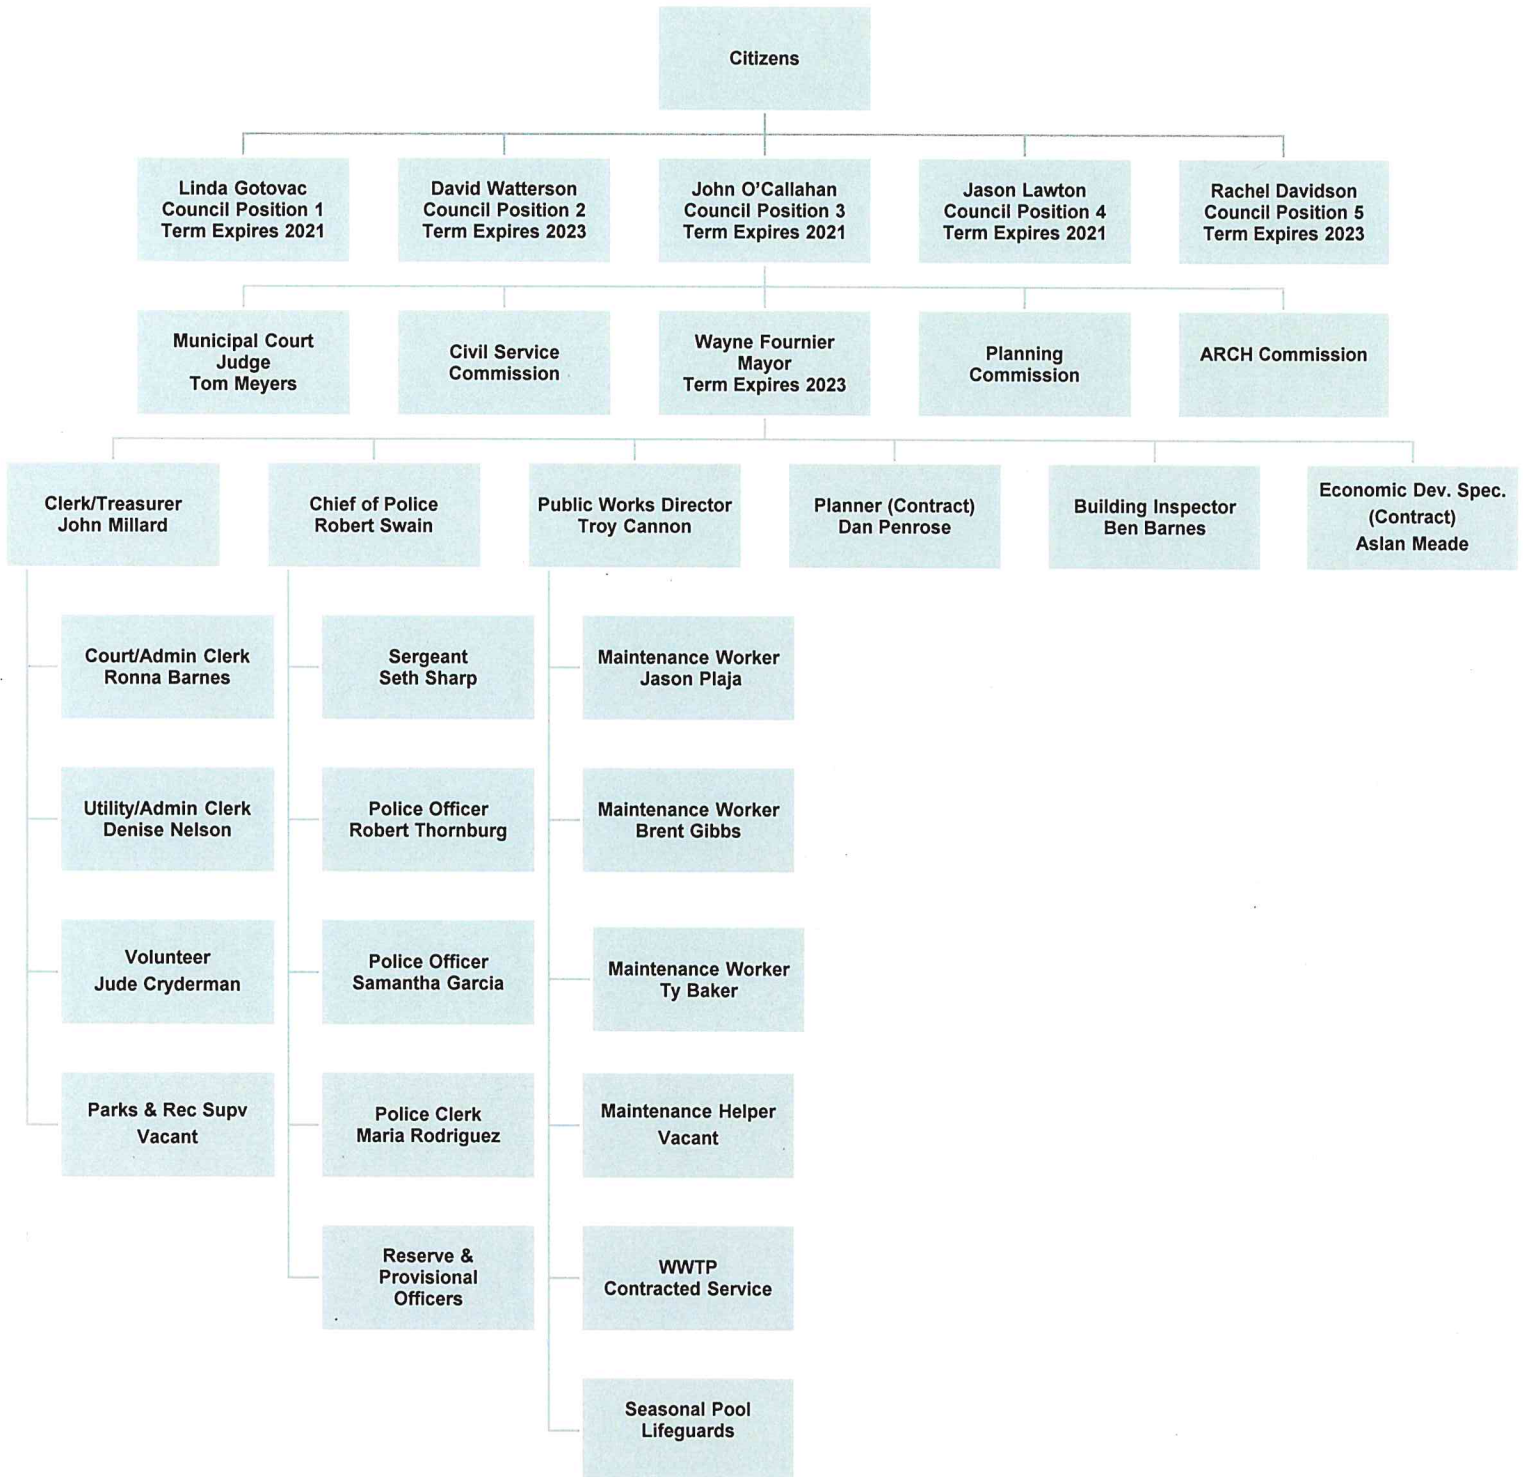 Citizens
Linda Gotovac
Council Position 1
Term Expires 2021
David Watterson
Council Position 2
Term Expires 2023
John O’Callahan
Council Position 3
Term Expires 2021
Jason Lawton
Council Position 4
Term Expires 2021
Rachel Davidson
Council Position 5
Term Expires 2023
Municipal Court
Judge
Tom Meyers
Civil Service
Commission
Wayne Fournier
Mayor
Term Expires 2023
Planning
Commission
ARCH Commission
Clerk/Treasurer
John Millard
Chief of Police
Robert Swain
Public Works Director
Troy Cannon
Planner (Contract)
Dan Penrose
Building Inspector
Ben Barnes
Economic Dev. Spec.
(Contract)
Aslan Meade
Court/Admin Clerk
Ronna Barnes
Sergeant
Seth Sharp
Maintenance Worker
Jason Plaja
Utility/Admin Clerk
Denise Nelson
Police Officer
Robert Thornburg
Maintenance Worker
Brent Gibbs
Volunteer
Jude Cryderman
Police Officer
Samantha Garcia
Maintenance Worker
Ty Baker
Parks & Rec Supv
Vacant
Police Clerk
Maria Rodriguez
Maintenance Helper
Vacant
Reserve &
Provisional
Officers
WWTP
Contracted Service
Seasonal Pool
Lifeguards